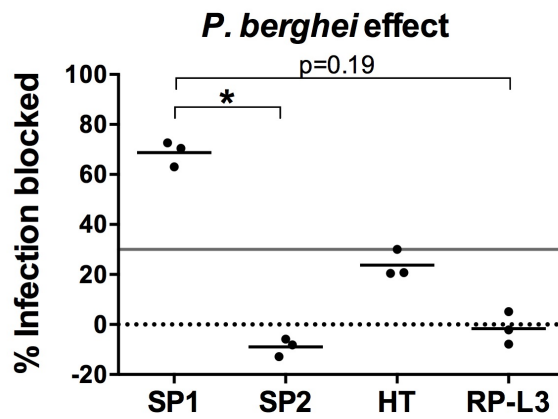 P. berghei effect
p=0.19
*
% Infection blocked
100
80
60
40
20
0
-20
SP1 SP2 HT RP-L3